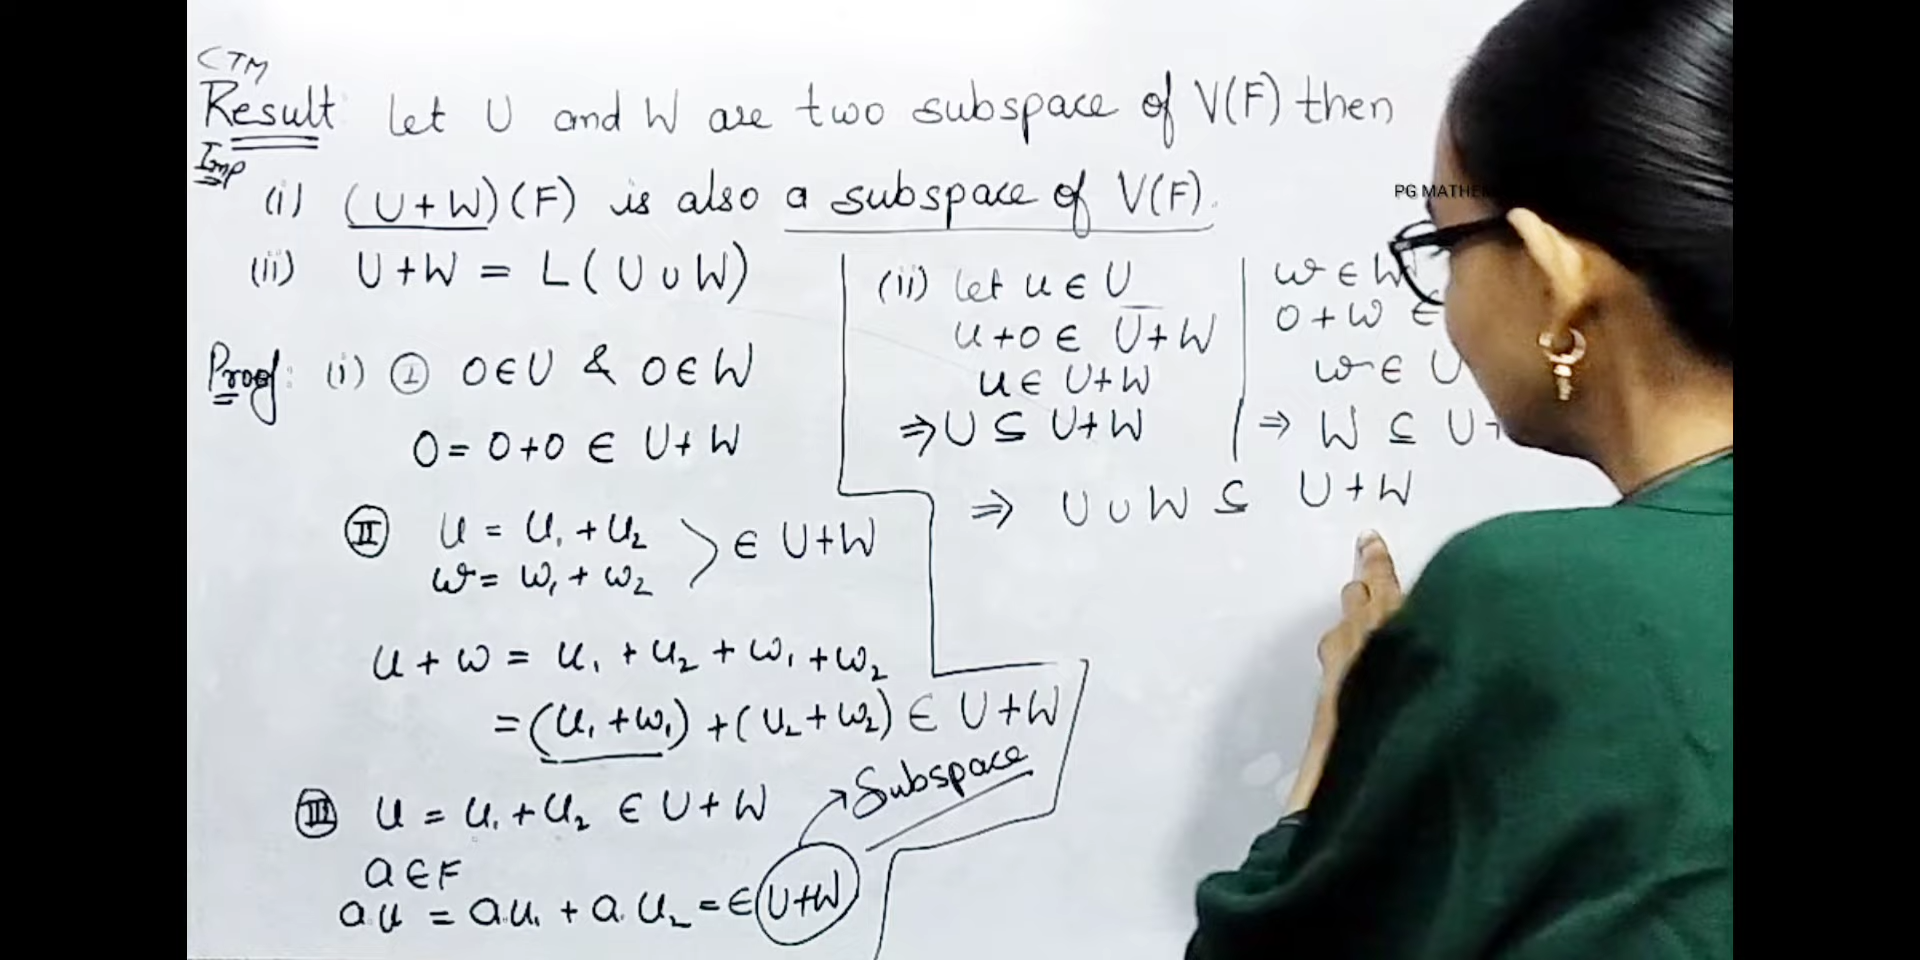 CTM
Result: Let U and W are two subspace of V(F) then
Imp
(i) (U+W)(F) is also a subspace of V(F).
(ii) U+W = L(U∪W)
Proof: (i) Ⓘ 0∈U & 0∈W
0 = 0+0 ∈ U+W
Ⓘⓘ u = u₁ + u₂
w = w₁ + w₂ > ∈ U+W
u + w = u₁ + u₂ + w₁ + w₂
= (u₁ + w₁) + (u₂ + w₂) ∈ U+W
→ Subspace
III u = u₁ + u₂ ∈ U+W
a∈F
a.u = a.u₁ + a.u₂ = ∈ U+W
(ii) let u ∈ U
u+0 ∈ U+W
u ∈ U+W
⇒ U ⊆ U+W
w ∈ W
0+w ∈
w ∈ U
⇒ W ⊆ U+
⇒ U∪W ⊆ U+W
PG MATHE